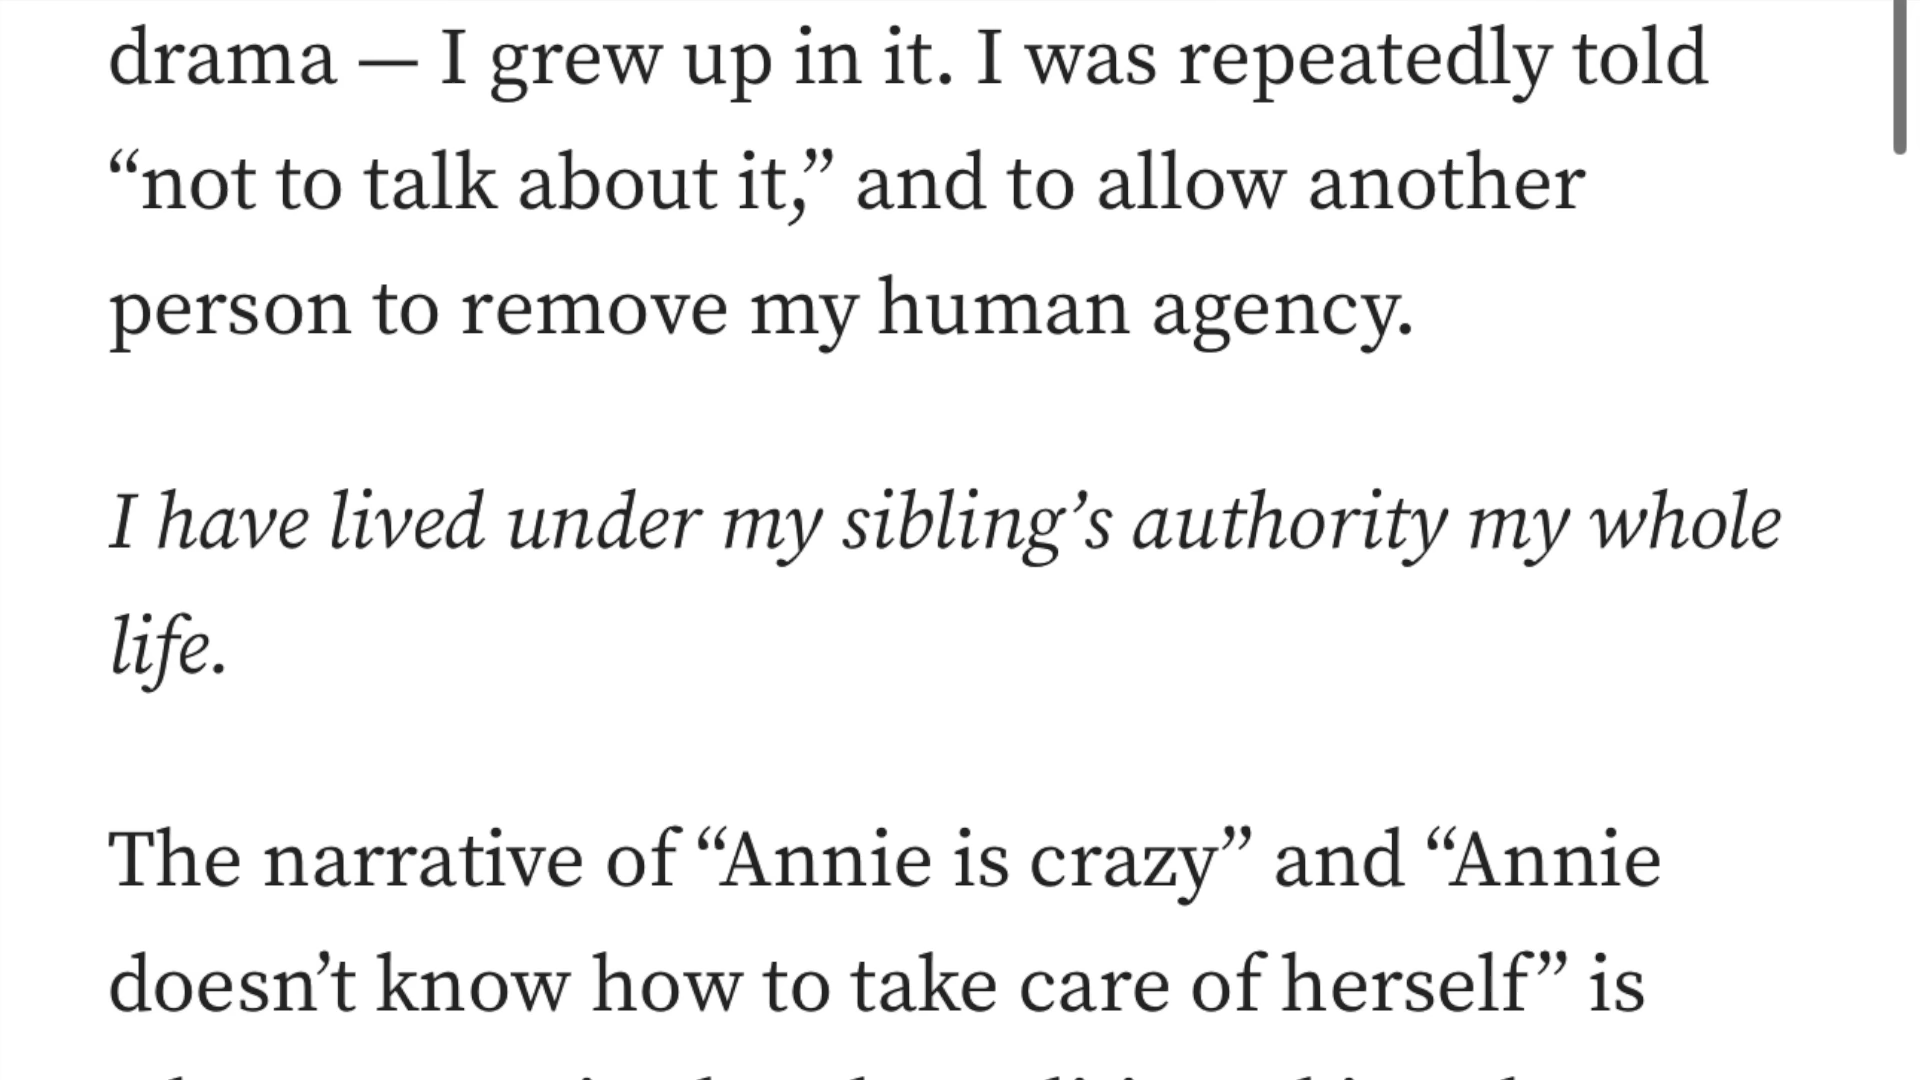 drama — I grew up in it. I was repeatedly told
“not to talk about it,” and to allow another
person to remove my human agency.
I have lived under my sibling’s authority my whole
life.
The narrative of “Annie is crazy” and “Annie
doesn’t know how to take care of herself” is